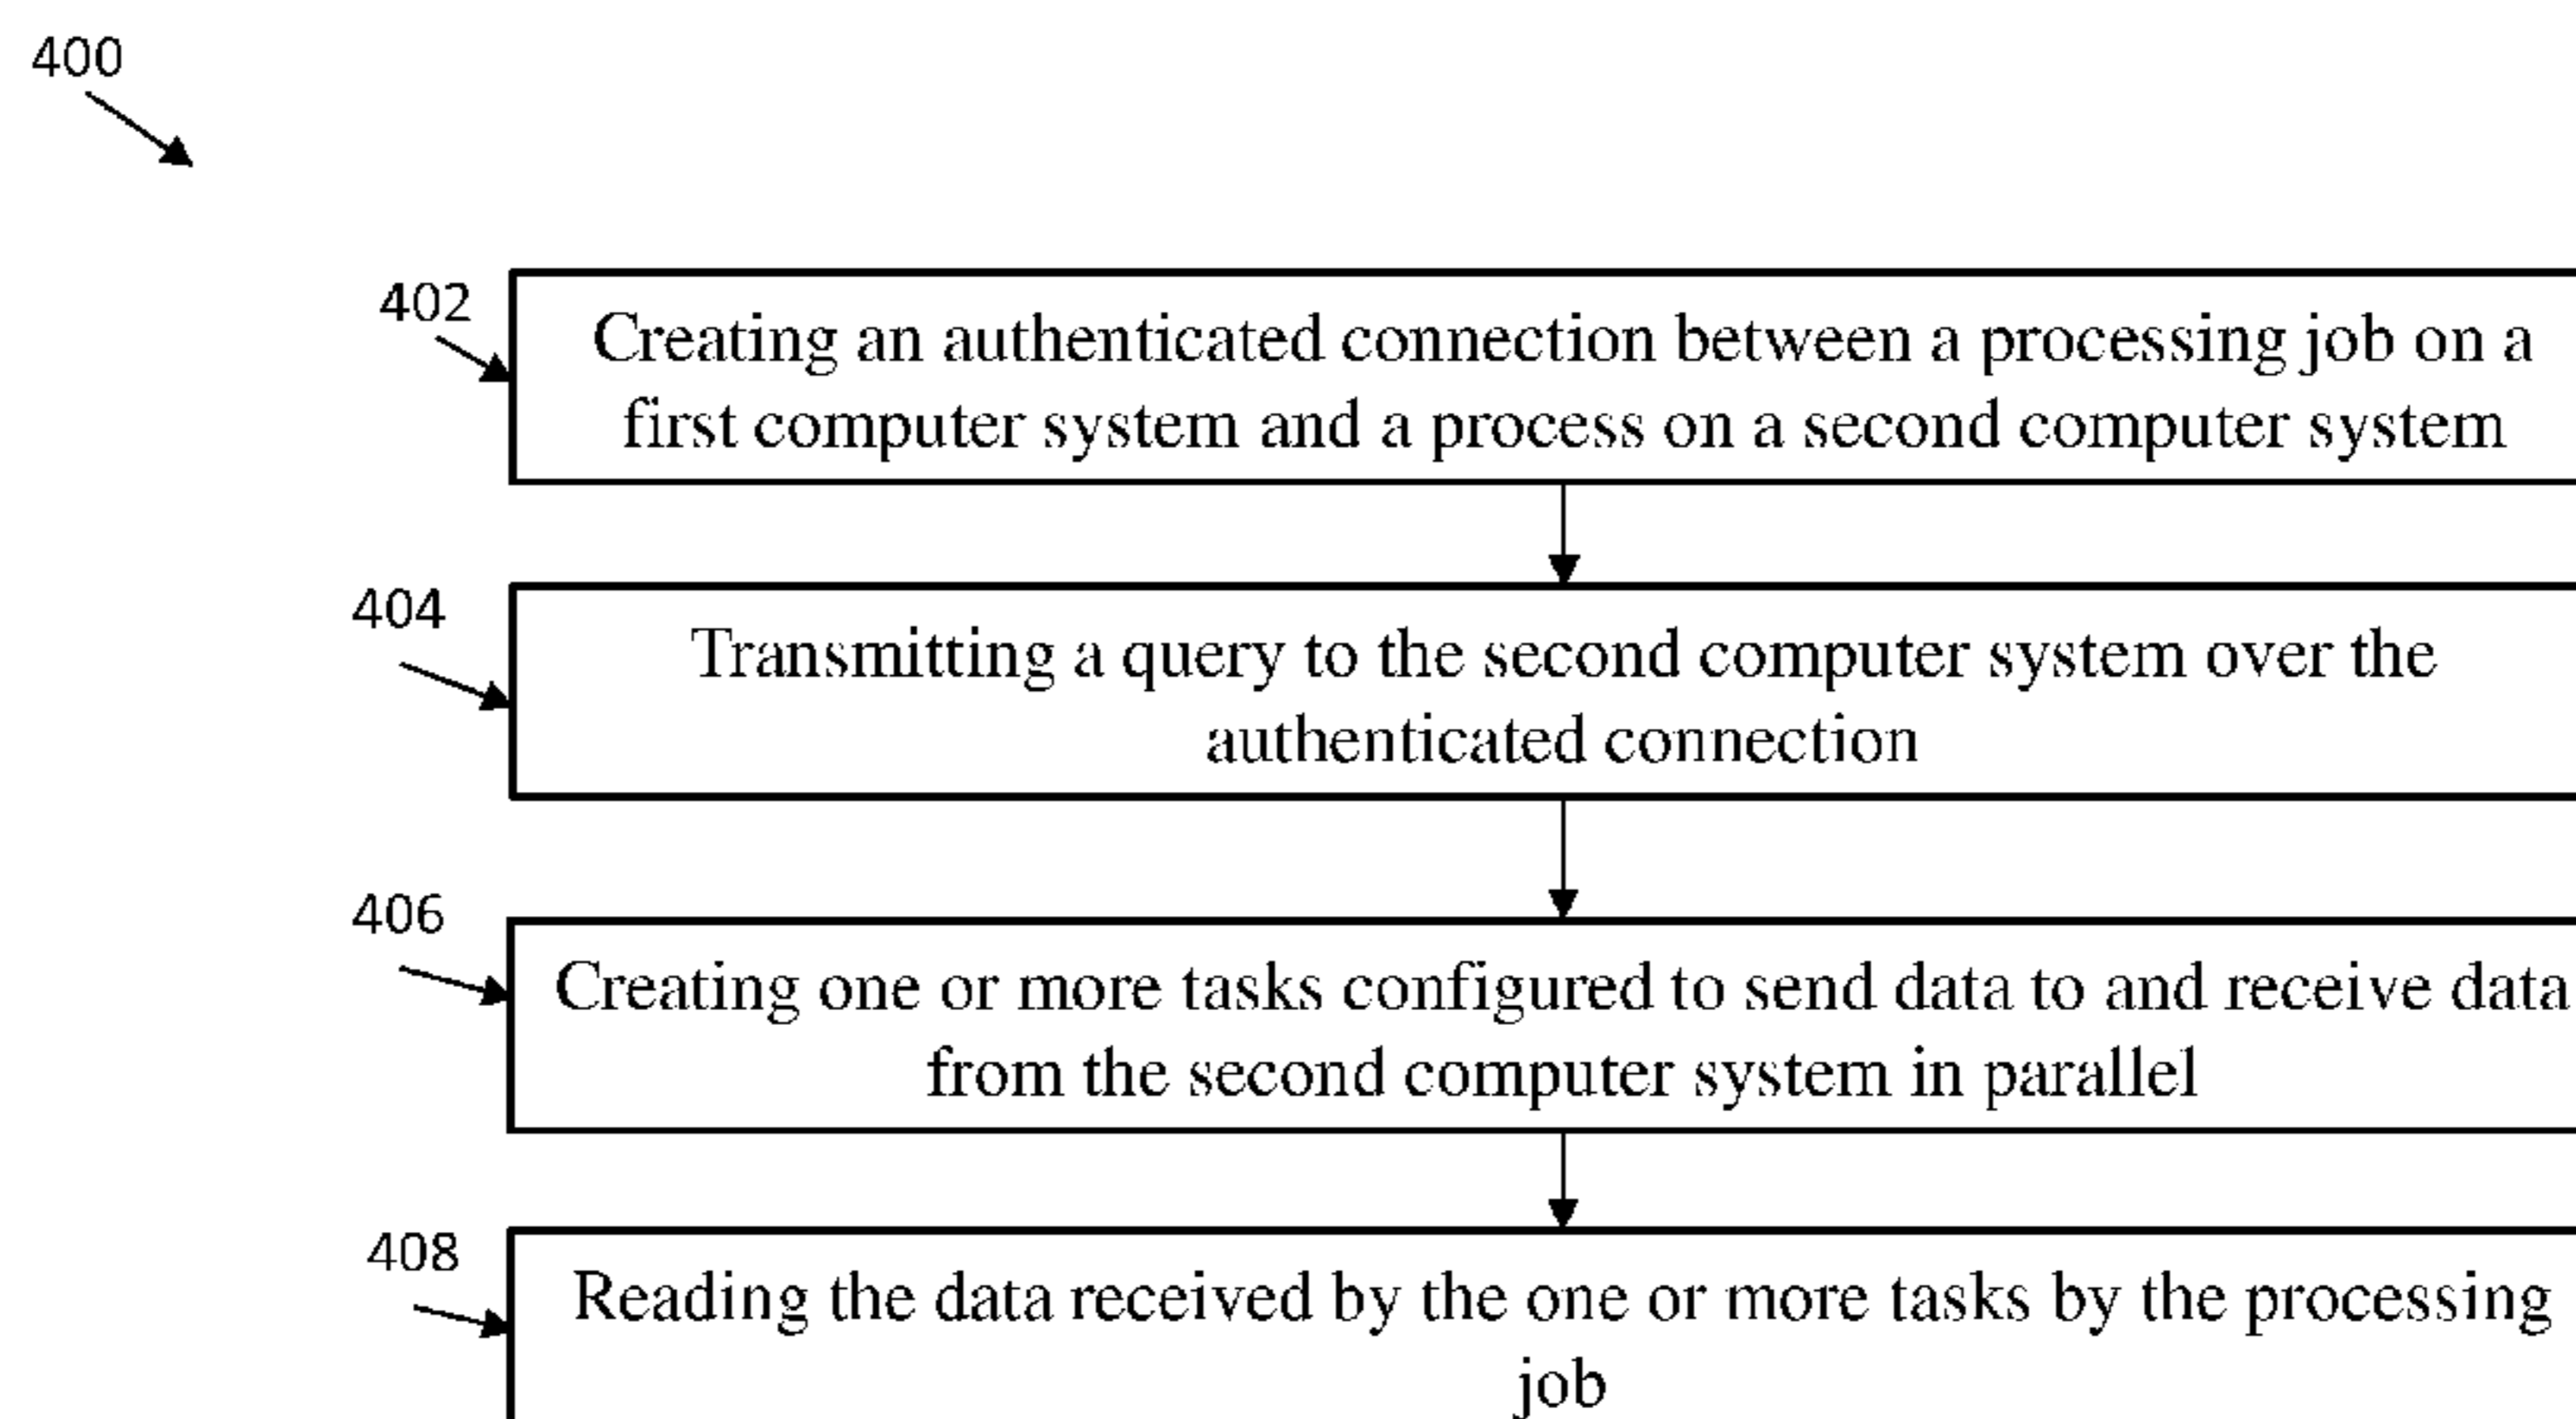 400
402
Creating an authenticated connection between a processing job on a
first computer system and a process on a second computer system
404
Transmitting a query to the second computer system over the
authenticated connection
406
Creating one or more tasks configured to send data to and receive data
from the second computer system in parallel
408
Reading the data received by the one or more tasks by the processing
job